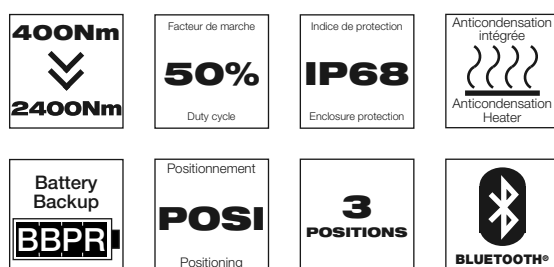 400Nm
2400Nm
Facteur de marche
50%
Duty cycle
Indice de protection
IP68
Enclosure protection
Anticondensation
intégrée
Anticondensation
Heater
Battery
Backup
BBPR
Positionnement
POSI
Positioning
3
POSITIONS
BLUETOOTH®